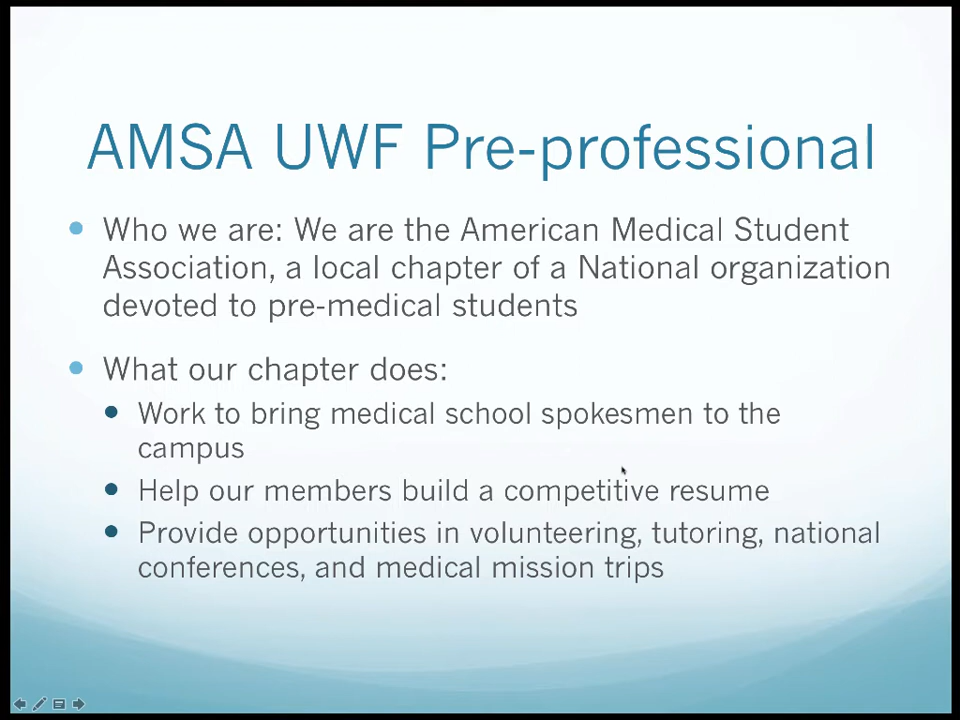 AMSA UWF Pre-professional
Who we are: We are the American Medical Student
Association, a local chapter of a National organization
devoted to pre-medical students
What our chapter does:
Work to bring medical school spokesmen to the
campus
Help our members build a competitive resume
Provide opportunities in volunteering, tutoring, national
conferences, and medical mission trips